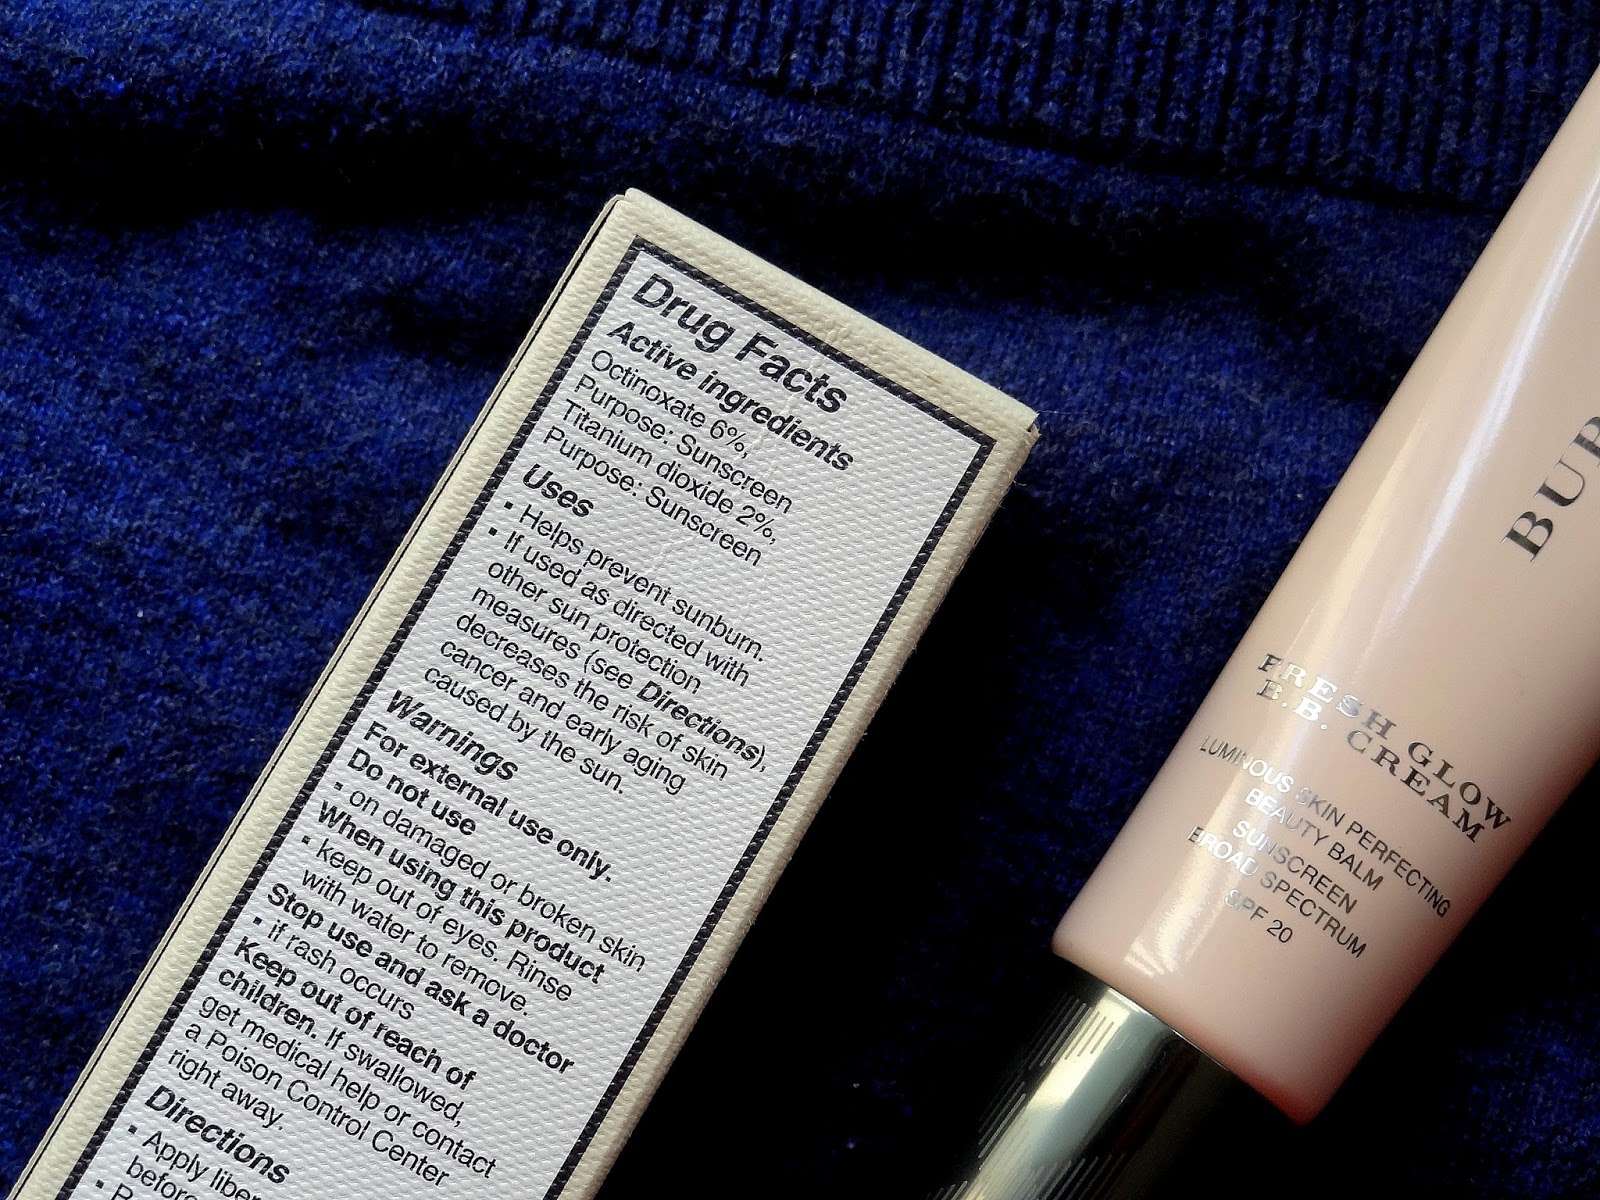 Drug Facts
Active ingredients
Octinoxate 6%,
Purpose: Sunscreen
Titanium dioxide 2%,
Purpose: Sunscreen
Uses
▪ Helps prevent sunburn.
▪ If used as directed with
other sun protection
measures (see Directions),
decreases the risk of skin
cancer and early aging
caused by the sun.
Warnings
For external use only.
Do not use
▪ on damaged or broken skin
When using this product
▪ keep out of eyes. Rinse
with water to remove.
Stop use and ask a doctor
▪ if rash occurs
Keep out of reach of
children. If swallowed,
get medical help or contact
a Poison Control Center
right away.
Directions
▪ Apply liber
before
BUR
FRESH GLOW
B.B. CREAM
LUMINOUS SKIN PERFECTING
BEAUTY BALM
SUNSCREEN
BROAD SPECTRUM
SPF 20